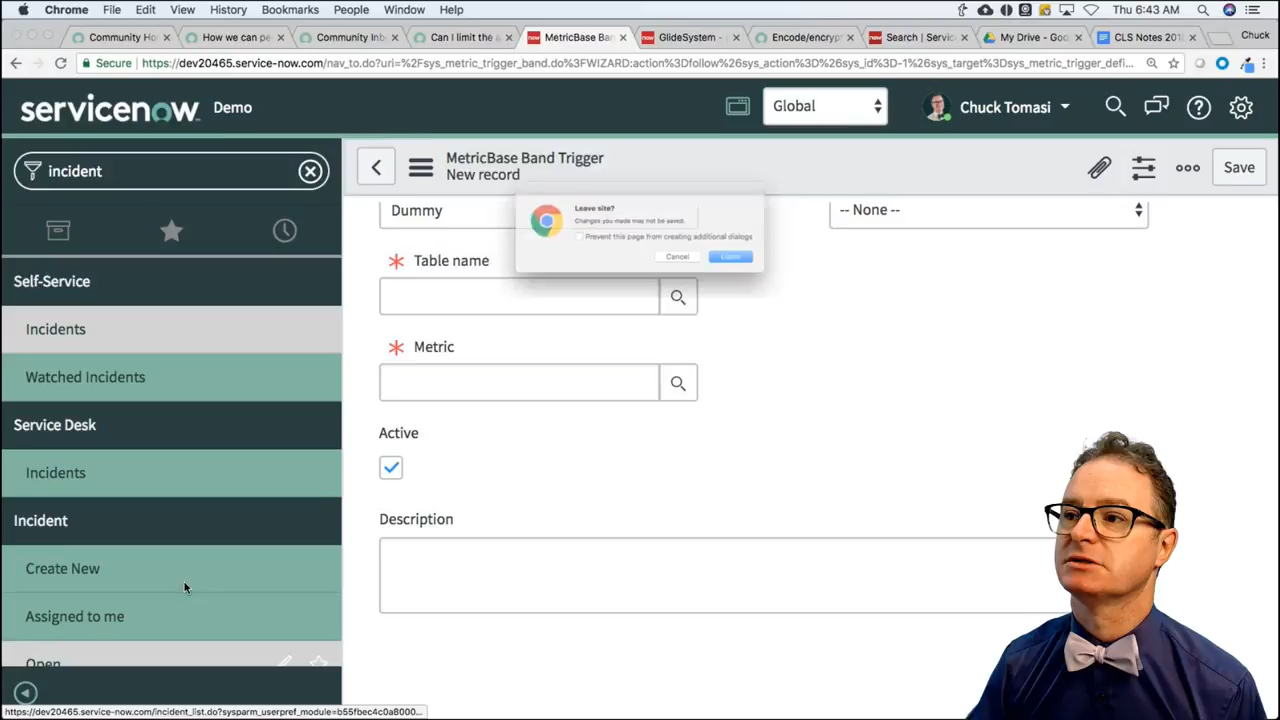 Chrome File Edit View History Bookmarks People Window Help Thu 6:43 AM
Community Ho How we can pe Community Inb Can I limit the a MetricBase Ban GlideSystem - Encode/encryp Search | Servic My Drive - Goo CLS Notes 201 Chuck
Secure https://dev20465.service-now.com/nav_to.do?uri=%2Fsys_metric_trigger_band.do%3FWIZARD:action%3Dfollow%26sys_action%3D%26sys_id%3D-1%26sys_target%3Dsys_metric_trigger_defi...
servicenow Demo Global Chuck Tomasi
incident
MetricBase Band Trigger
New record
Save
Leave site?
Changes you made may not be saved.
Prevent this page from creating additional dialogs
Cancel
Dummy
-- None --
Table name
Metric
Active
Description
Self-Service
Incidents
Watched Incidents
Service Desk
Incidents
Incident
Create New
Assigned to me
Open
https://dev20465.service-now.com/incident_list.do?sysparm_userpref_module=b55fbec4c0a8000...